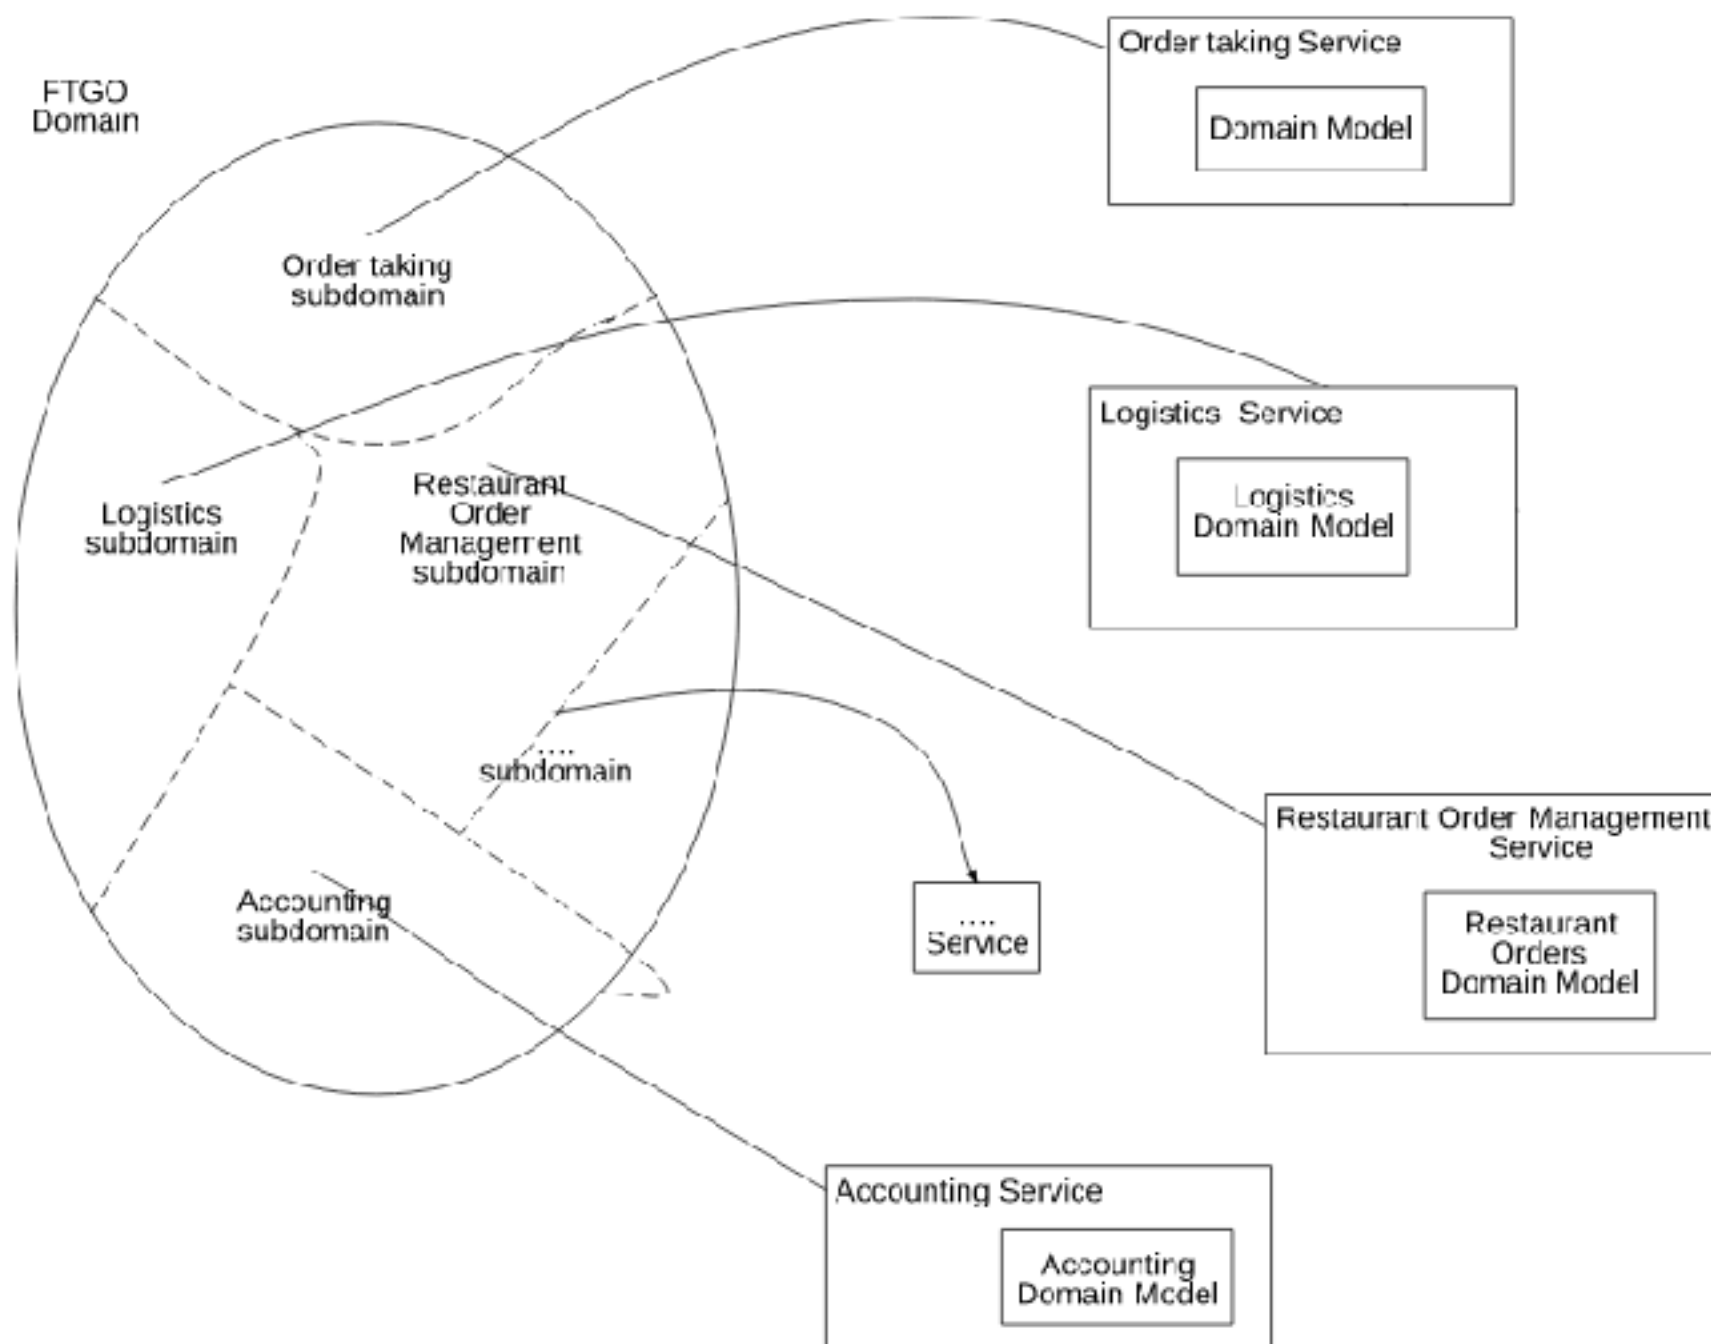 FTGO
Domain
Order taking
subdomain
Logistics
subdomain
Restaurant
Order
Management
subdomain
....
subdomain
Accounting
subdomain
Order taking Service
Domain Model
Logistics Service
Logistics
Domain Model
Restaurant Order Management
Service
Restaurant
Orders
Domain Model
....
Service
Accounting Service
Accounting
Domain Model